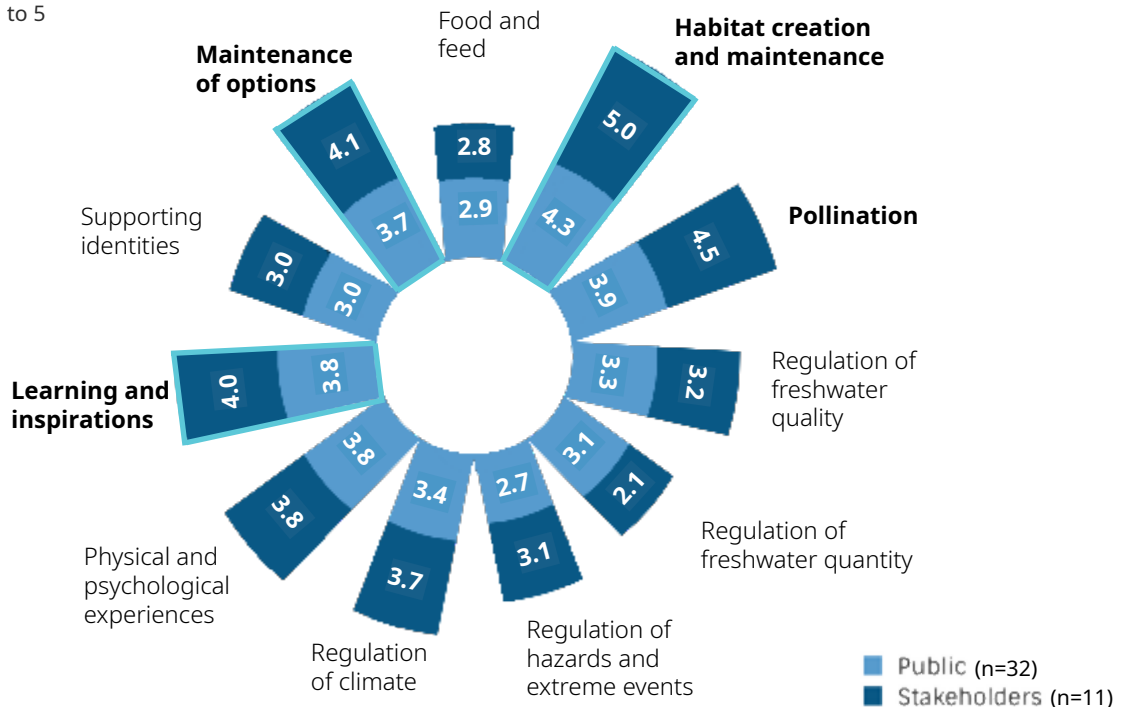 to 5
Food and
feed
Habitat creation
and maintenance
Maintenance
of options
5.0
4.1
2.8
2.9
4.3
3.7
Pollination
4.5
3.9
Supporting
identities
3.0
3.0
Regulation of
freshwater
quality
3.3
3.2
Learning and
inspirations
4.0
3.8
3.8
3.8
3.1
2.1
3.4
3.7
2.7
3.1
Regulation of
freshwater quantity
Physical and
psychological
experiences
Regulation
of climate
Regulation of
hazards and
extreme events
Public (n=32)
Stakeholders (n=11)